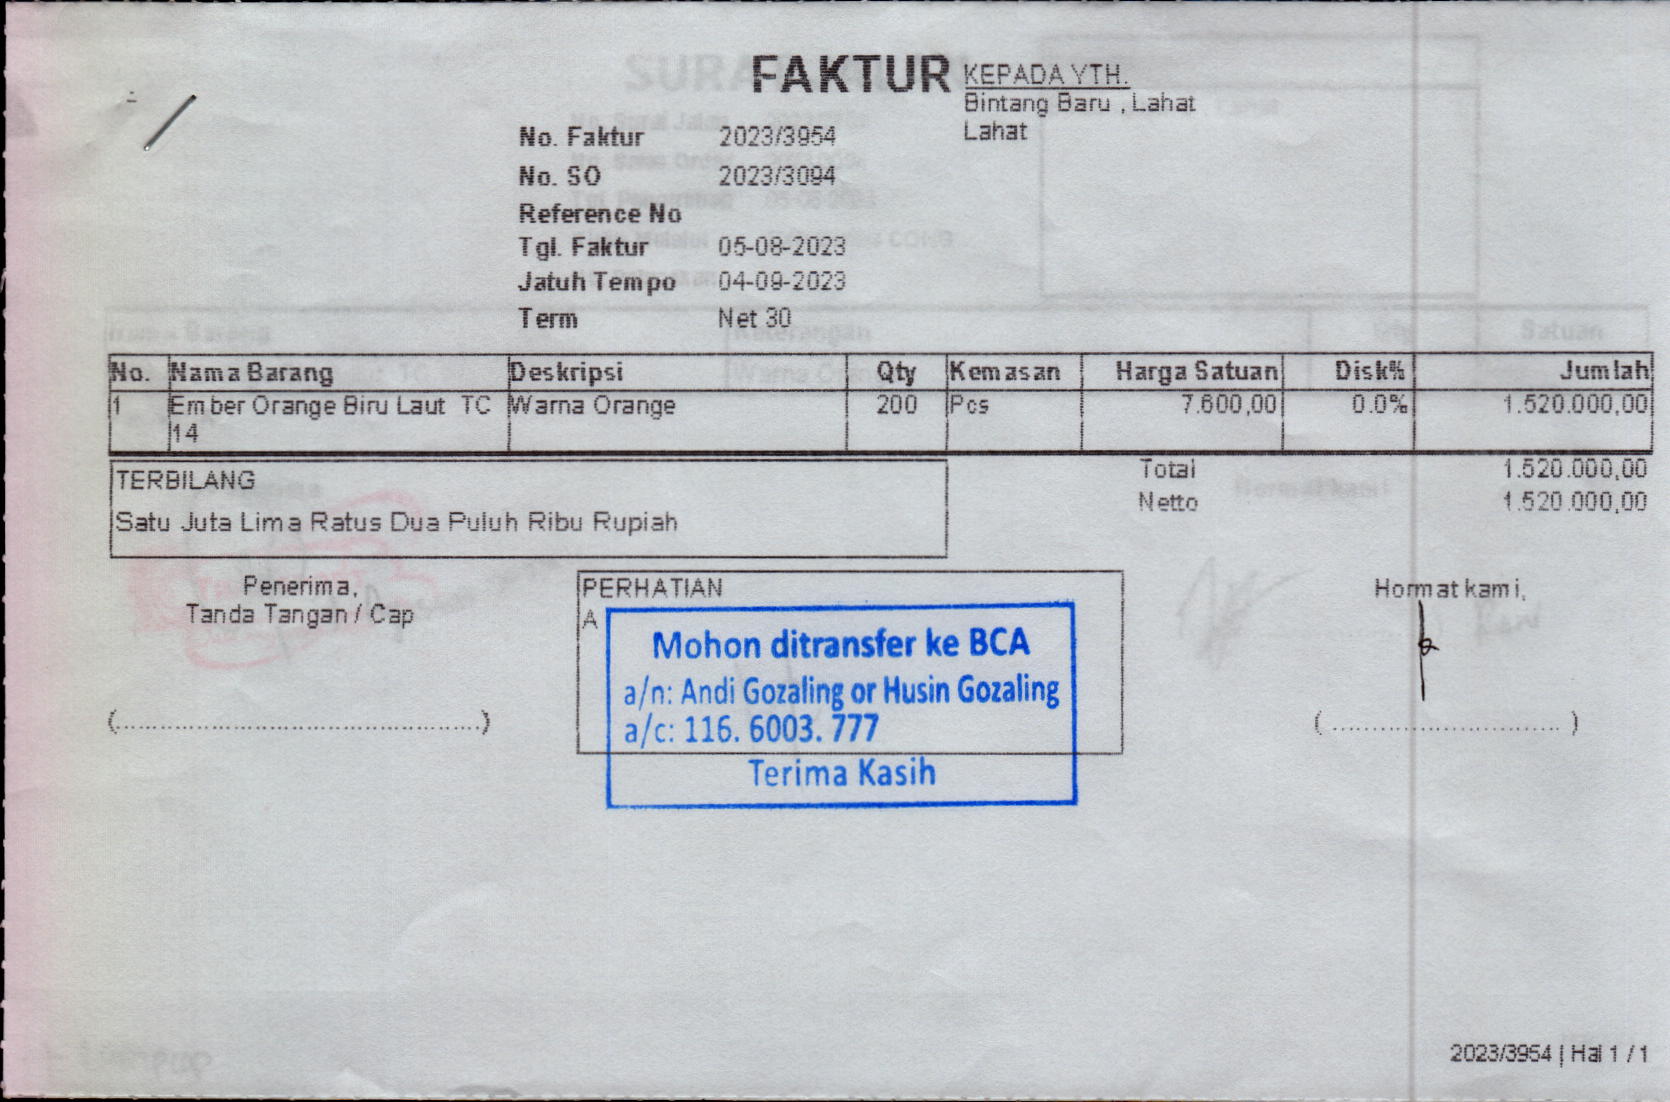 FAKTUR
KEPADA YTH.
Bintang Baru , Lahat
Lahat
No. Faktur 2023/3954
No. SO 2023/3094
Reference No
Tgl. Faktur 05-08-2023
Jatuh Tempo 04-09-2023
Term Net 30
No. Nama Barang Deskripsi Qty Kemasan Harga Satuan Disk% Jumlah
1 Ember Orange Biru Laut TC Warna Orange 200 Pcs 7.600,00 0.0% 1.520.000,00
14
Total 1.520.000,00
Netto 1.520.000,00
TERBILANG
Satu Juta Lima Ratus Dua Puluh Ribu Rupiah
Penerima,
Tanda Tangan / Cap
(..........................................)
PERHATIAN
A
Mohon ditransfer ke BCA
a/n: Andi Gozaling or Husin Gozaling
a/c: 116. 6003. 777
Terima Kasih
Hormat kami,
( ............................ )
2023/3954 | Hal 1 / 1